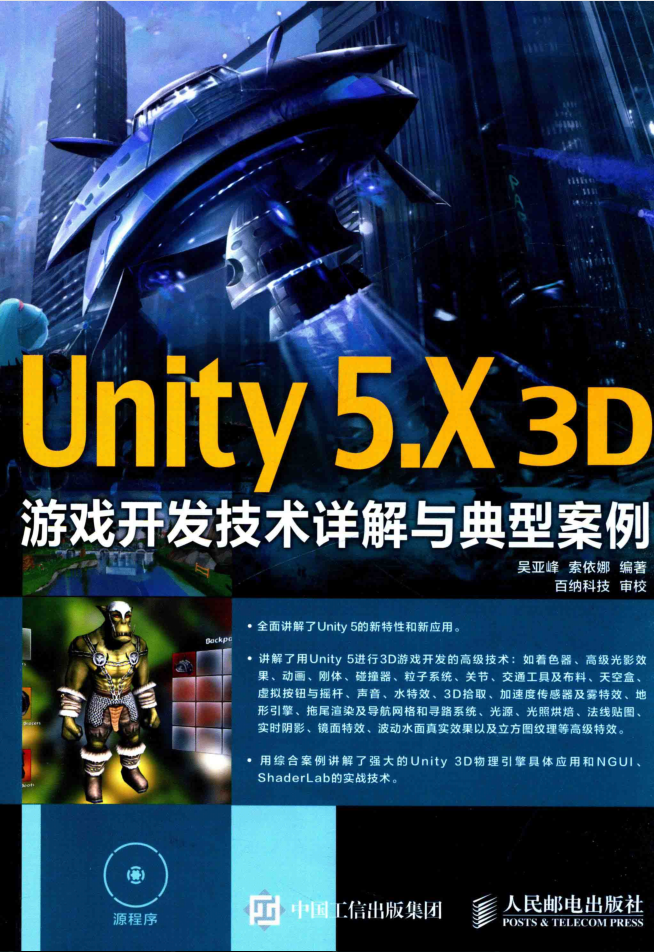 Unity 5.X 3D
游戏开发技术详解与典型案例
吴亚峰 索依娜 编著
百纳科技 审校
Backpa
• 全面讲解了Unity 5的新特性和新应用。
• 讲解了用Unity 5进行3D游戏开发的高级技术：如着色器、高级光影效
果、动画、刚体、碰撞器、粒子系统、关节、交通工具及布料、天空盒、
虚拟按钮与摇杆、声音、水特效、3D拾取、加速度传感器及雾特效、地
形引擎、拖尾渲染及导航网格和寻路系统、光源、光照烘焙、法线贴图、
实时阴影、镜面特效、波动水面真实效果以及立方图纹理等高级特效。
• 用综合案例讲解了强大的Unity 3D物理引擎具体应用和NGUI、
ShaderLab的实战技术。
源程序
中国工信出版集团
人民邮电出版社
POSTS & TELECOM PRESS